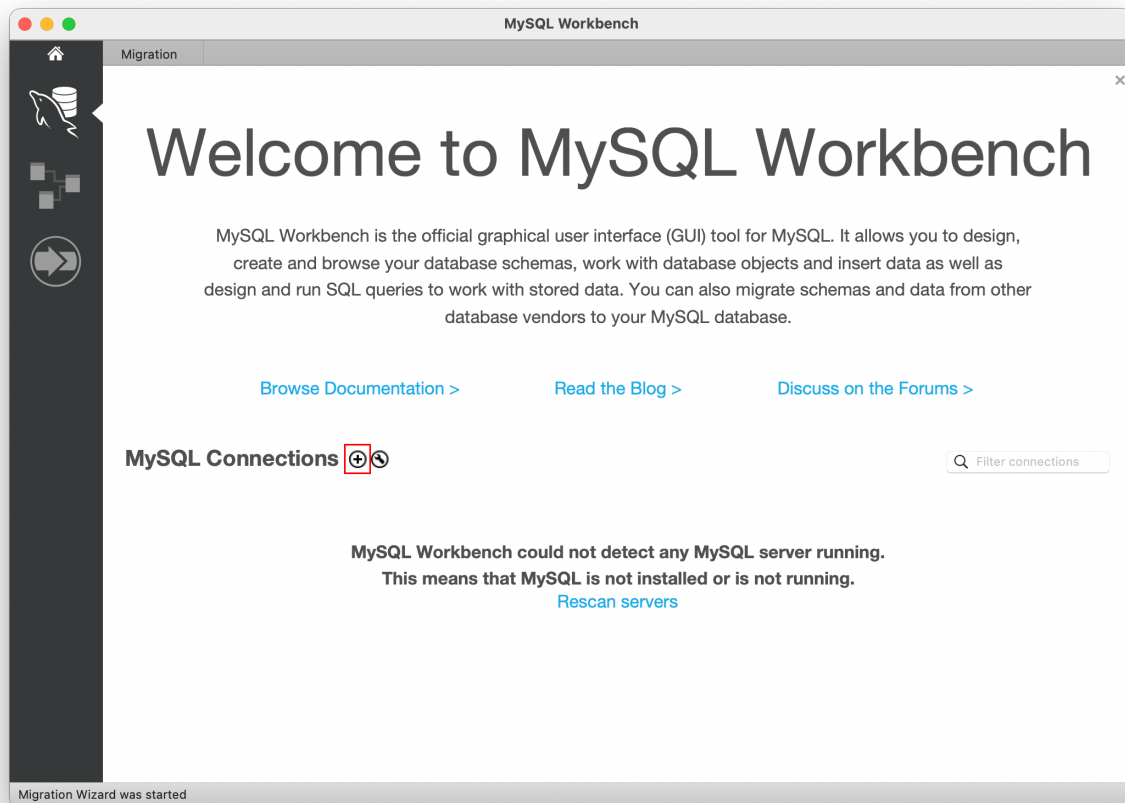 MySQL Workbench
Migration
Welcome to MySQL Workbench
MySQL Workbench is the official graphical user interface (GUI) tool for MySQL. It allows you to design,
create and browse your database schemas, work with database objects and insert data as well as
design and run SQL queries to work with stored data. You can also migrate schemas and data from other
database vendors to your MySQL database.
Browse Documentation >
Read the Blog >
Discuss on the Forums >
MySQL Connections
Filter connections
MySQL Workbench could not detect any MySQL server running.
This means that MySQL is not installed or is not running.
Rescan servers
Migration Wizard was started